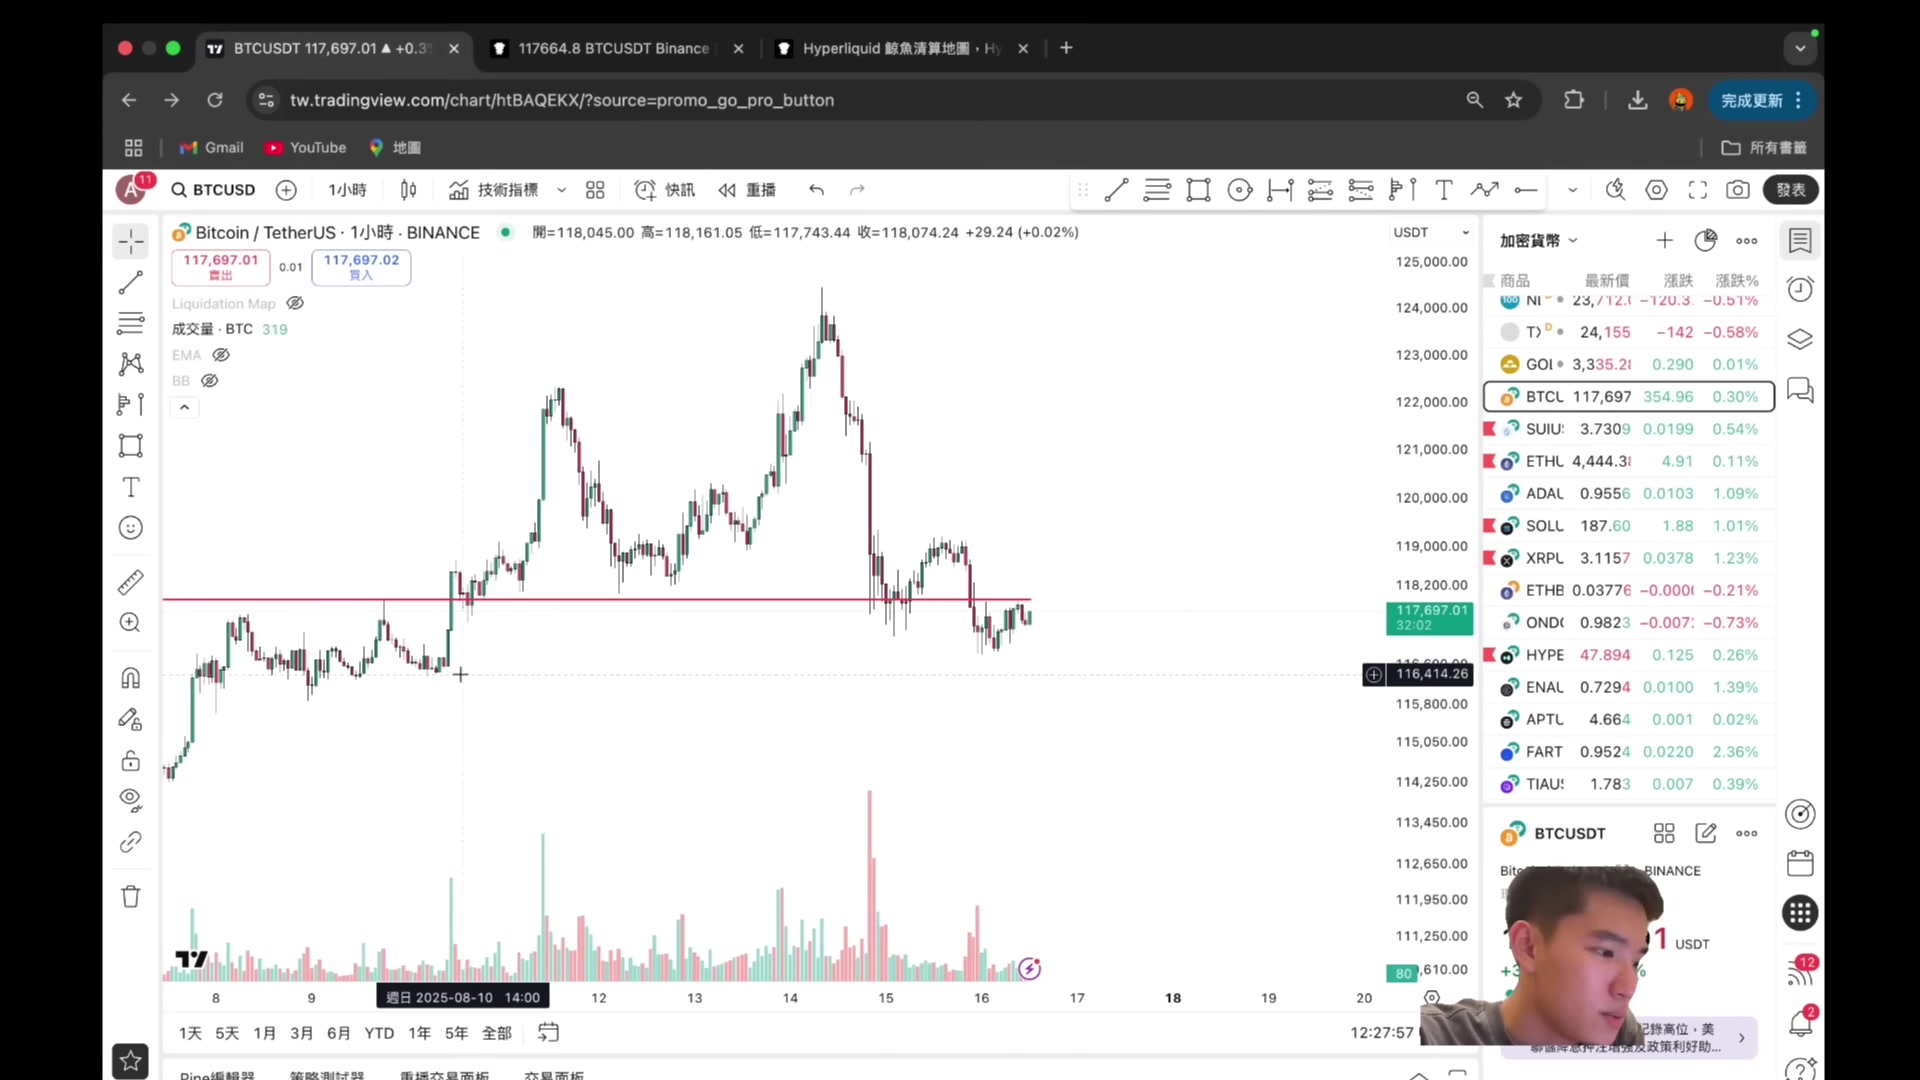 BTCUSDT 117,697.01 ▲ +0.3
117664.8 BTCUSDT Binance
Hyperliquid 鯨魚清算地圖，Hy
tw.tradingview.com/chart/htBAQEKX/?source=promo_go_pro_button
完成更新
Gmail
YouTube
地圖
所有書籤
A
11
BTCUSD
1小時
技術指標
快訊
重播
發表
Bitcoin / TetherUS · 1小時 · BINANCE
開=118,045.00 高=118,161.05 低=117,743.44 收=118,074.24 +29.24 (+0.02%)
117,697.01
賣出
0.01
117,697.02
買入
Liquidation Map
成交量 · BTC 319
EMA
BB
USDT
125,000.00
124,000.00
123,000.00
122,000.00
121,000.00
120,000.00
119,000.00
118,200.00
117,697.01
32:02
116,414.26
115,800.00
115,050.00
114,250.00
113,450.00
112,650.00
111,950.00
111,250.00
80
,610.00
8
9
週日 2025-08-10 14:00
12
13
14
15
16
17
18
19
20
1天
5天
1月
3月
6月
YTD
1年
5年
全部
12:27:57
Pine編輯器
策略測試器
重播交易面板
交易面板
加密貨幣
商品 最新價 漲跌 漲跌%
NI 23,712.0 −120.3 −0.51%
TX D 24,155 −142 −0.58%
GOL 3,335.28 0.290 0.01%
BTCU 117,697 354.96 0.30%
SUIU 3.7309 0.0199 0.54%
ETHU 4,444.38 4.91 0.11%
ADAU 0.9556 0.0103 1.09%
SOLU 187.60 1.88 1.01%
XRPU 3.1157 0.0378 1.23%
ETHB 0.03776 −0.000 −0.21%
ONDO 0.9823 −0.007 −0.73%
HYPE 47.894 0.125 0.26%
ENAU 0.7294 0.0100 1.39%
APTU 4.664 0.001 0.02%
FART 0.9524 0.0220 2.36%
TIAUS 1.783 0.007 0.39%
BTCUSDT
BINANCE
1 USDT
記錄高位，美
聯儲降息押注增強及政策利好助...
12
2